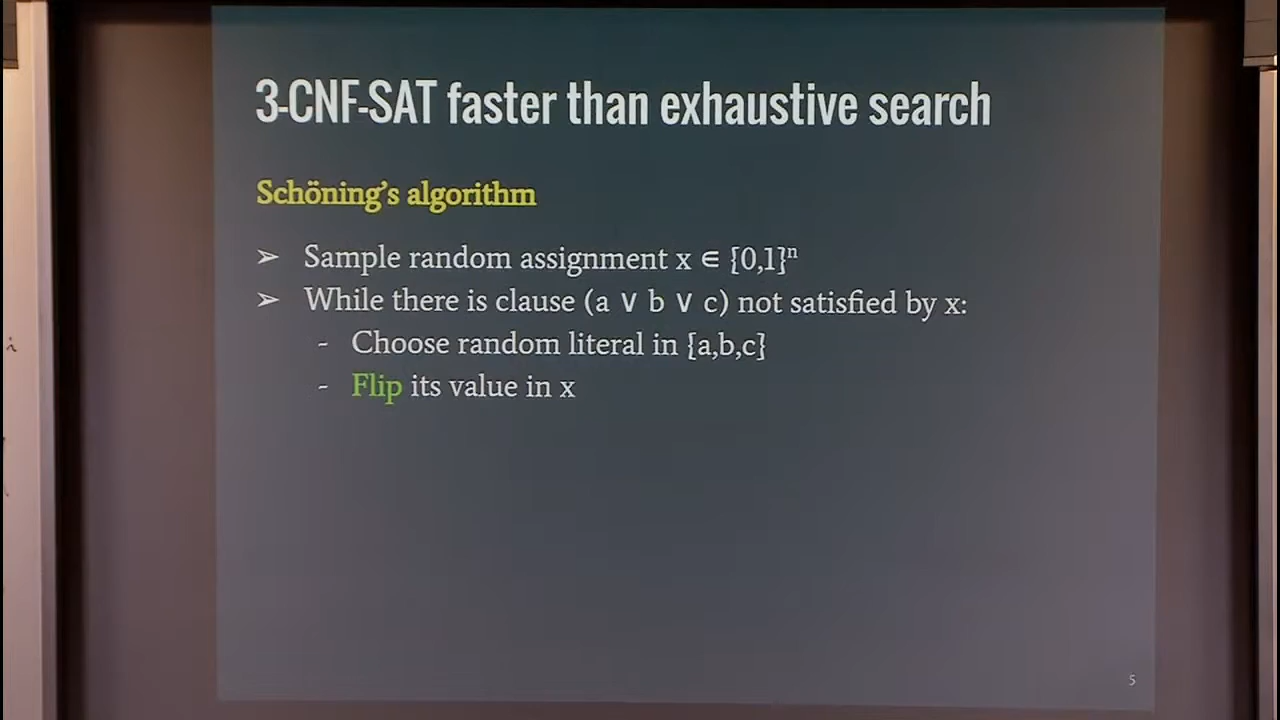 3-CNF-SAT faster than exhaustive search
Schöning's algorithm
➢ Sample random assignment x ∈ {0,1}ⁿ
➢ While there is clause (a ∨ b ∨ c) not satisfied by x:
- Choose random literal in {a,b,c}
- Flip its value in x
5